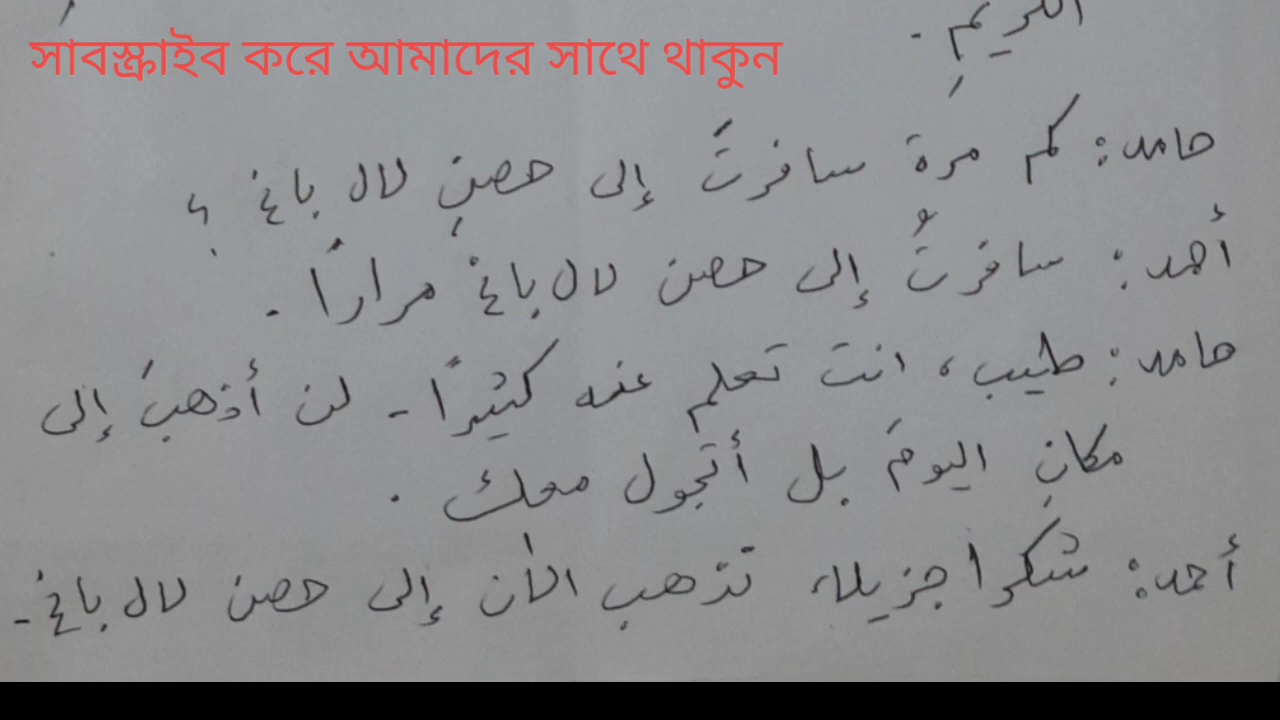 الكريمِ .
সাবস্ক্রাইব করে আমাদের সাথে থাকুন
حامد: كم مرة سافرتَ إلى حصنِ لال باغ ؟
أحمد: سافرتُ إلى حصن لال باغ مرارًا .
حامد: طيب، انت تعلم عنه كثيرًا - لن أذهبَ إلى
مكانٍ اليومَ بل أتجول معك .
أحمد: شكرا جزيلا، تذهب الآن إلى حصن لال باغ -